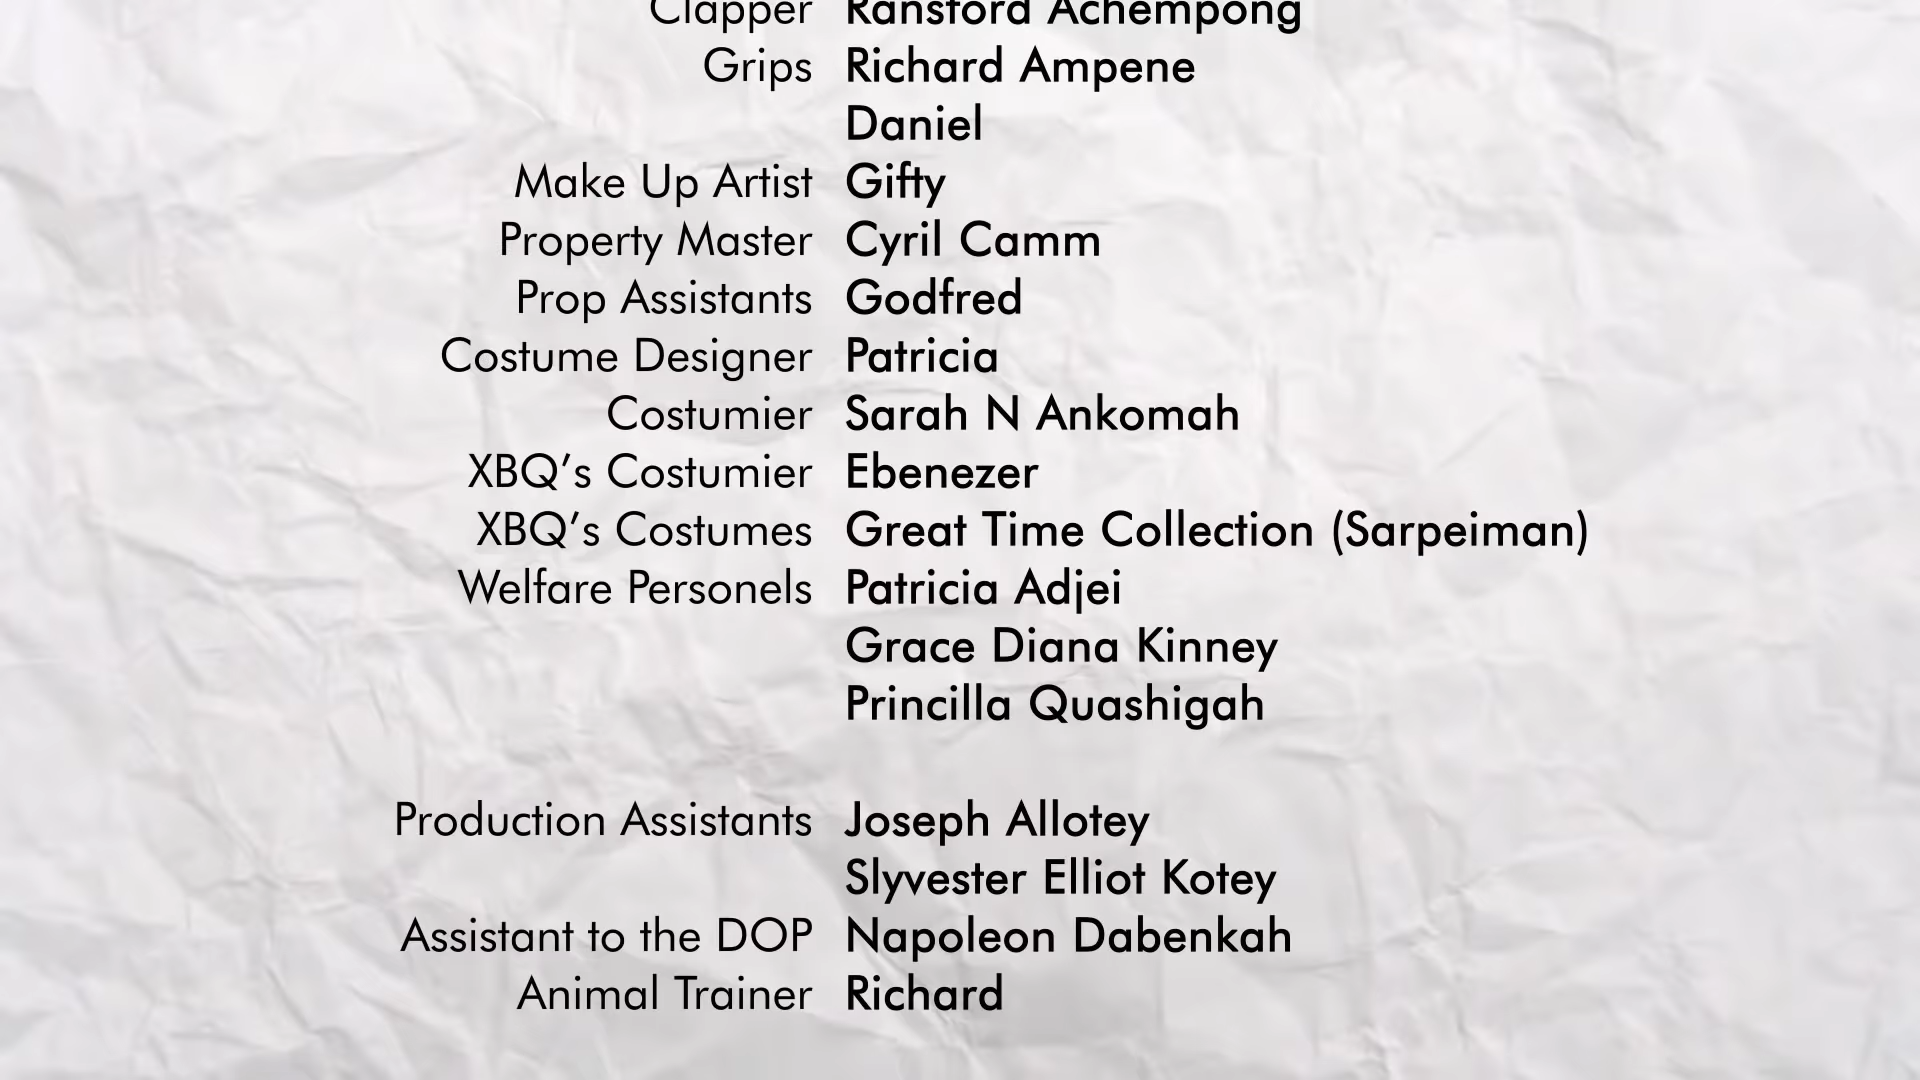 Clapper Ransford Achempong
Grips Richard Ampene
Daniel
Make Up Artist Gifty
Property Master Cyril Camm
Prop Assistants Godfred
Costume Designer Patricia
Costumier Sarah N Ankomah
XBQ’s Costumier Ebenezer
XBQ’s Costumes Great Time Collection (Sarpeiman)
Welfare Personels Patricia Adjei
Grace Diana Kinney
Princilla Quashigah
Production Assistants Joseph Allotey
Slyvester Elliot Kotey
Assistant to the DOP Napoleon Dabenkah
Animal Trainer Richard